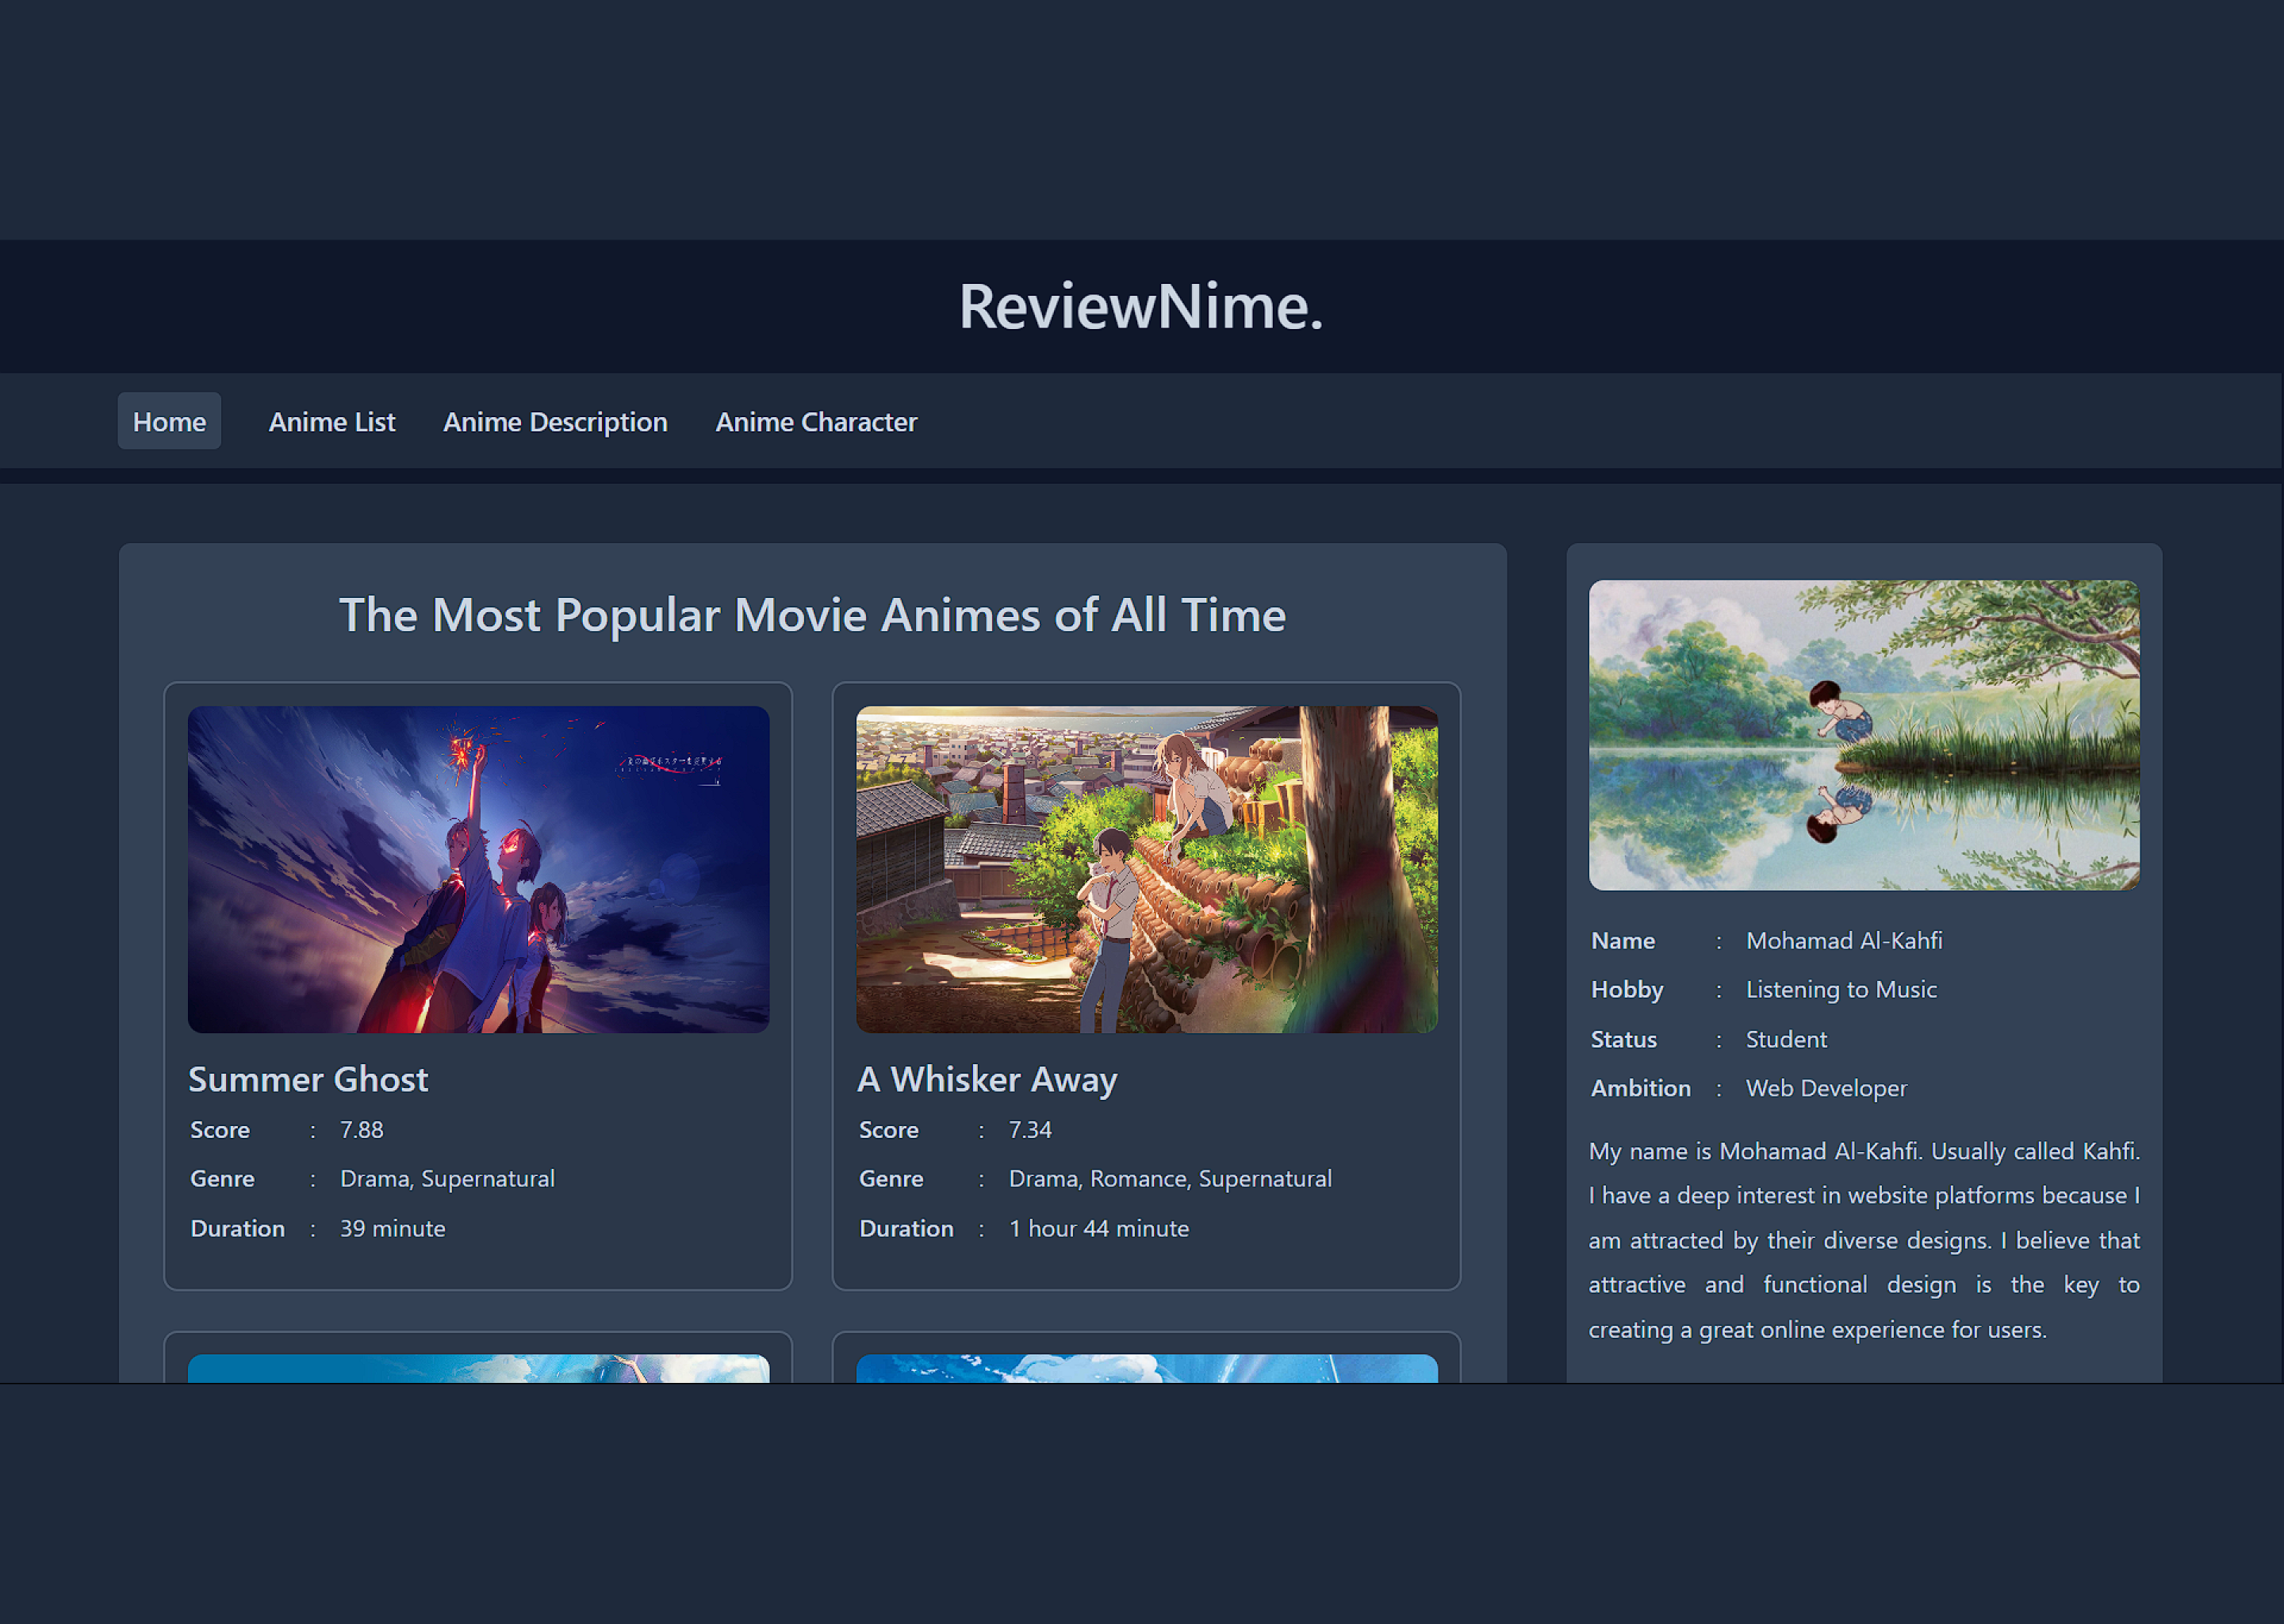 ReviewNime.
Home
Anime List
Anime Description
Anime Character
The Most Popular Movie Animes of All Time
Summer Ghost
Score : 7.88
Genre : Drama, Supernatural
Duration : 39 minute
A Whisker Away
Score : 7.34
Genre : Drama, Romance, Supernatural
Duration : 1 hour 44 minute
Name : Mohamad Al-Kahfi
Hobby : Listening to Music
Status : Student
Ambition : Web Developer
My name is Mohamad Al-Kahfi. Usually called Kahfi.
I have a deep interest in website platforms because I
am attracted by their diverse designs. I believe that
attractive and functional design is the key to
creating a great online experience for users.